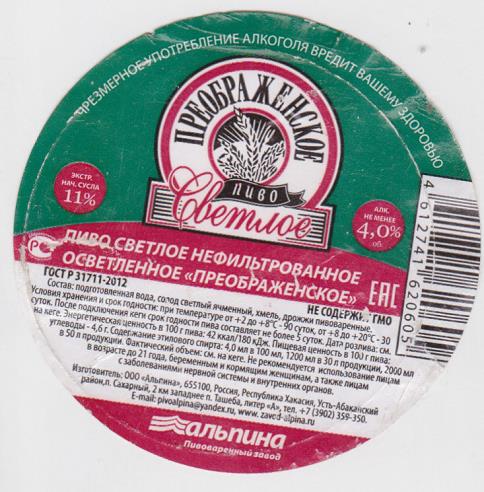 ЧРЕЗМЕРНОЕ УПОТРЕБЛЕНИЕ АЛКОГОЛЯ ВРЕДИТ ВАШЕМУ ЗДОРОВЬЮ
ПРЕОБРАЖЕНСКОЕ
ПИВО
Светлое
ЭКСТР.
НАЧ. СУСЛА
11%
АЛК.
НЕ МЕНЕЕ
4,0%
об.
ПИВО СВЕТЛОЕ НЕФИЛЬТРОВАННОЕ
ОСВЕТЛЕННОЕ «ПРЕОБРАЖЕНСКОЕ»
ЕАС
ГОСТ Р 31711-2012
НЕ СОДЕРЖИТ ГМО
Состав: подготовленная вода, солод светлый ячменный, хмель, дрожжи пивоваренные.
Условия хранения и срок годности: при температуре от +2 до +8°С - 90 суток, от +8 до +20°С - 30
суток. После подключения кеги срок годности пива составляет не более 5 суток. Дата розлива: см.
на кеге. Энергетическая ценность в 100 г пива: 42 ккал/180 кДж. Пищевая ценность в 100 г пива:
углеводы - 4,6 г. Содержание этилового спирта: 4,0 мл в 100 мл, 1200 мл в 30 л продукции, 2000 мл
в 50 л продукции. Фактический объем: см. на кеге. Не рекомендуется использование лицам
в возрасте до 21 года, беременным и кормящим женщинам, а также лицам
с заболеваниями нервной системы и внутренних органов.
Изготовитель: ООО «Альпина», 655100, Россия, Республика Хакасия, Усть-Абаканский
район,п. Сахарный, 2 км западнее п. Ташеба, литер «А», тел. +7 (3902) 359-350.
E-mail: pivoalpina@yandex.ru, www. zavod-alpina.ru
альпина
Пивоваренный завод
4 612741 620605